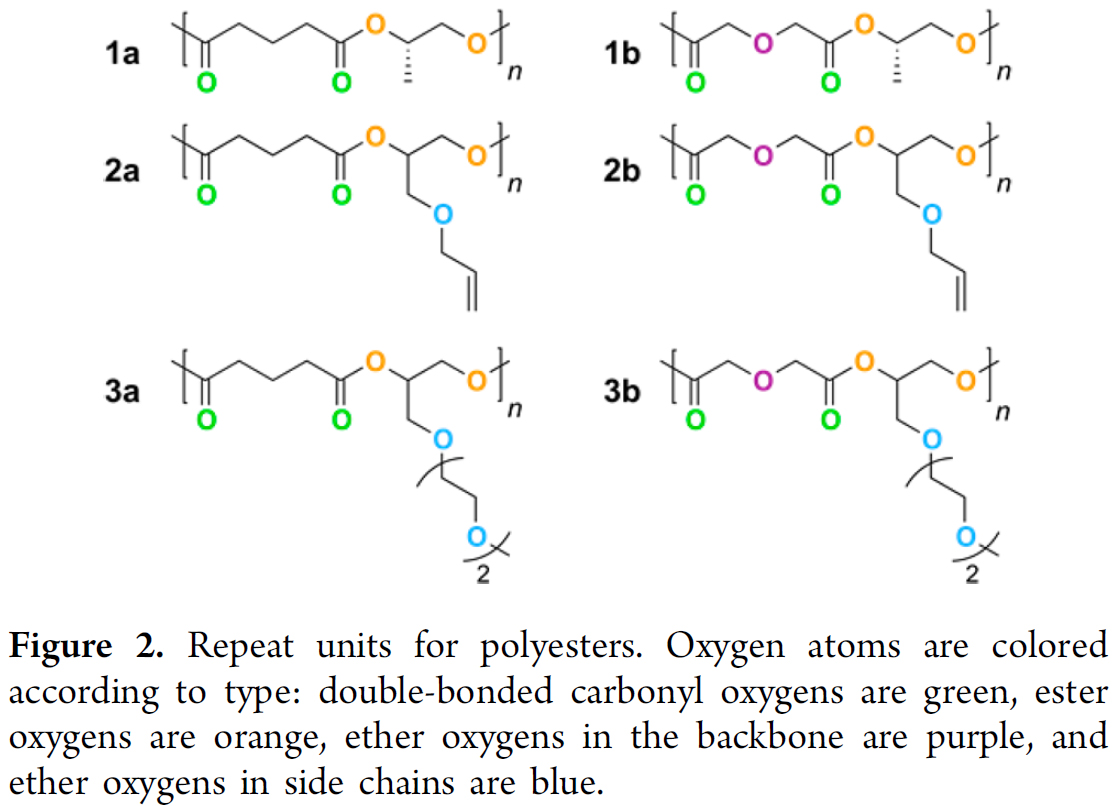 1a O O O O n 1b O O O O O n
2a O O O O n 2b O O O O O n
O O
3a O O O O n 3b O O O O O n
O O
O 2 O 2
Figure 2. Repeat units for polyesters. Oxygen atoms are colored
according to type: double-bonded carbonyl oxygens are green, ester
oxygens are orange, ether oxygens in the backbone are purple, and
ether oxygens in side chains are blue.